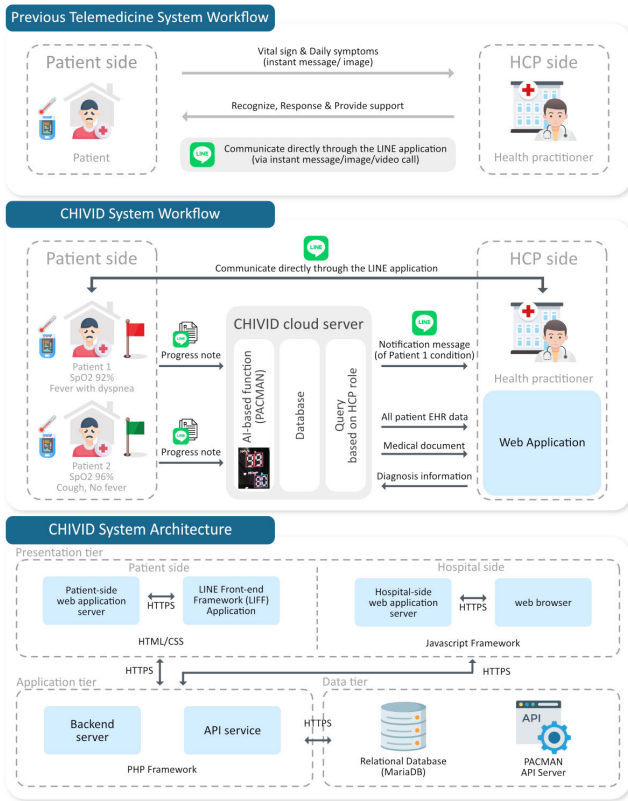 Previous Telemedicine System Workflow
Patient side
Patient
Vital sign & Daily symptoms
(instant message/ image)
Recognize, Response & Provide support
LINE
Communicate directly through the LINE application
(via instant message/image/video call)
HCP side
Health practitioner
CHIVID System Workflow
LINE
Communicate directly through the LINE application
Patient side
Patient 1
SpO2 92%
Fever with dyspnea
Patient 2
SpO2 96%
Cough, No fever
LINE
Progress note
LINE
Progress note
CHIVID cloud server
AI-based function
(PACMAN)
99
80
Database
Query
based on HCP role
LINE
Notification message
(of Patient 1 condition)
All patient EHR data
Medical document
Diagnosis information
HCP side
Health practitioner
Web Application
CHIVID System Architecture
Presentation tier
Patient side
Patient-side
web application
server
HTTPS
LINE Front-end
Framework (LIFF)
Application
HTML/CSS
Hospital side
Hospital-side
web application
server
HTTPS
web browser
Javascript Framework
HTTPS
HTTPS
Application tier
Backend
server
API service
PHP Framework
HTTPS
Data tier
Relational Database
(MariaDB)
API
PACMAN
API Server